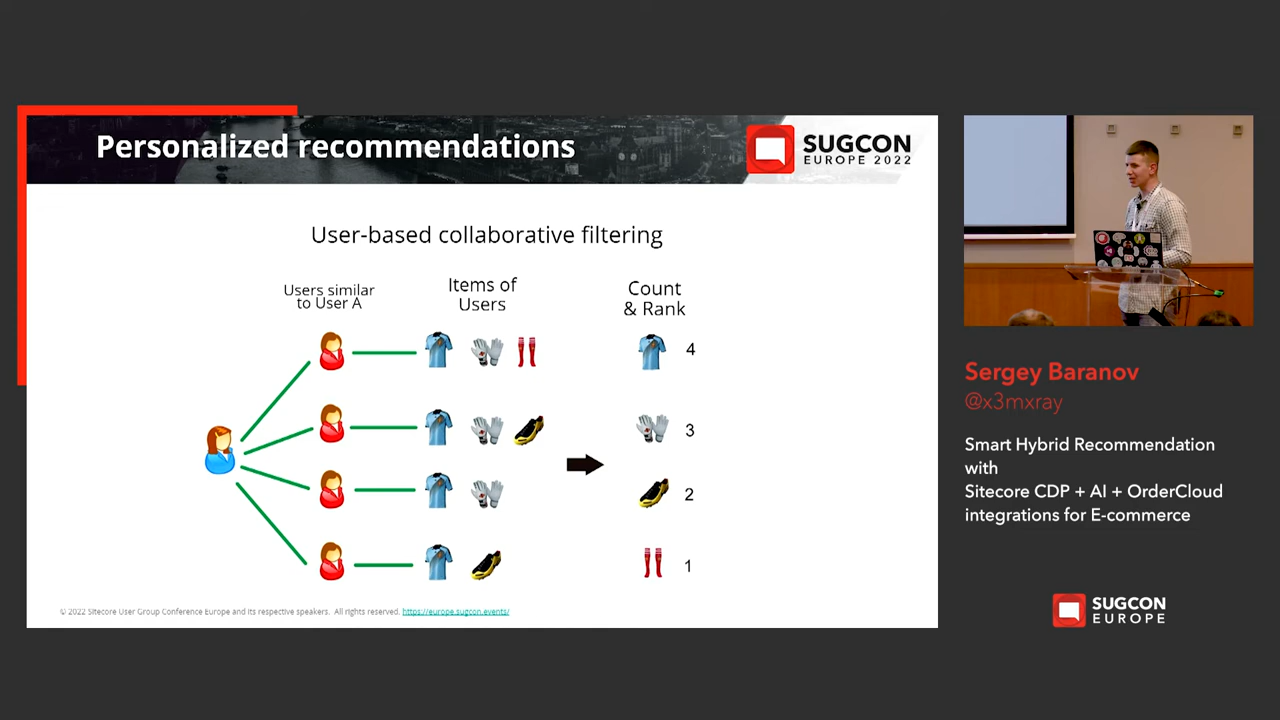 Personalized recommendations
SUGCON
EUROPE 2022
User-based collaborative filtering
Users similar
to User A
Items of
Users
Count
& Rank
4
3
2
1
© 2022 Sitecore User Group Conference Europe and its respective speakers. All rights reserved. https://europe.sugcon.events/
Sergey Baranov
@x3mxray
Smart Hybrid Recommendation
with
Sitecore CDP + AI + OrderCloud
integrations for E-commerce
SUGCON
EUROPE